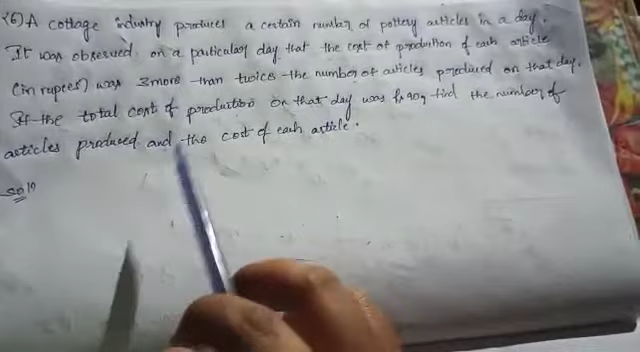 (6) A cottage industry produces a certain number of pottery articles in a day.
It was observed on a particular day that the cost of production of each article
(in rupees) was 3 more than twice the number of articles produced on that day.
If the total cost of production on that day was Rs 90, find the number of
articles produced and the cost of each article.
Soln